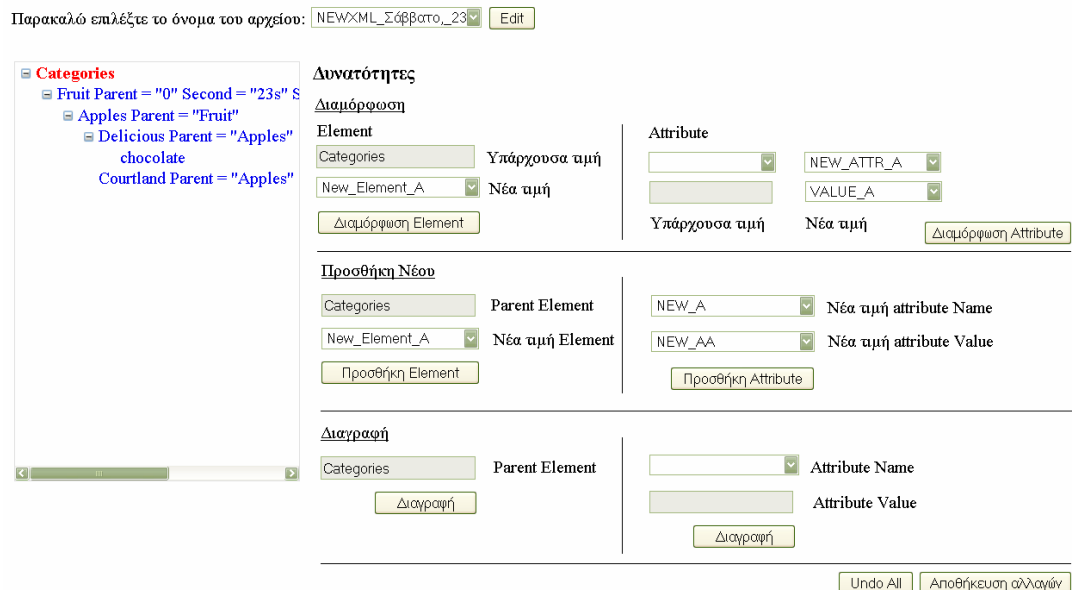 Παρακαλώ επιλέξτε το όνομα του αρχείου: NEWXML_Σάββατο,_23 Edit
Categories
Fruit Parent = "0" Second = "23s" S
Apples Parent = "Fruit"
Delicious Parent = "Apples"
chocolate
Courtland Parent = "Apples"
Δυνατότητες
Διαμόρφωση
Element
Categories Υπάρχουσα τιμή
New_Element_A Νέα τιμή
Διαμόρφωση Element
Attribute
NEW_ATTR_A
VALUE_A
Υπάρχουσα τιμή Νέα τιμή
Διαμόρφωση Attribute
Προσθήκη Νέου
Categories Parent Element
New_Element_A Νέα τιμή Element
Προσθήκη Element
NEW_A Νέα τιμή attribute Name
NEW_AA Νέα τιμή attribute Value
Προσθήκη Attribute
Διαγραφή
Categories Parent Element
Διαγραφή
Attribute Name
Attribute Value
Διαγραφή
Undo All Αποθήκευση αλλαγών